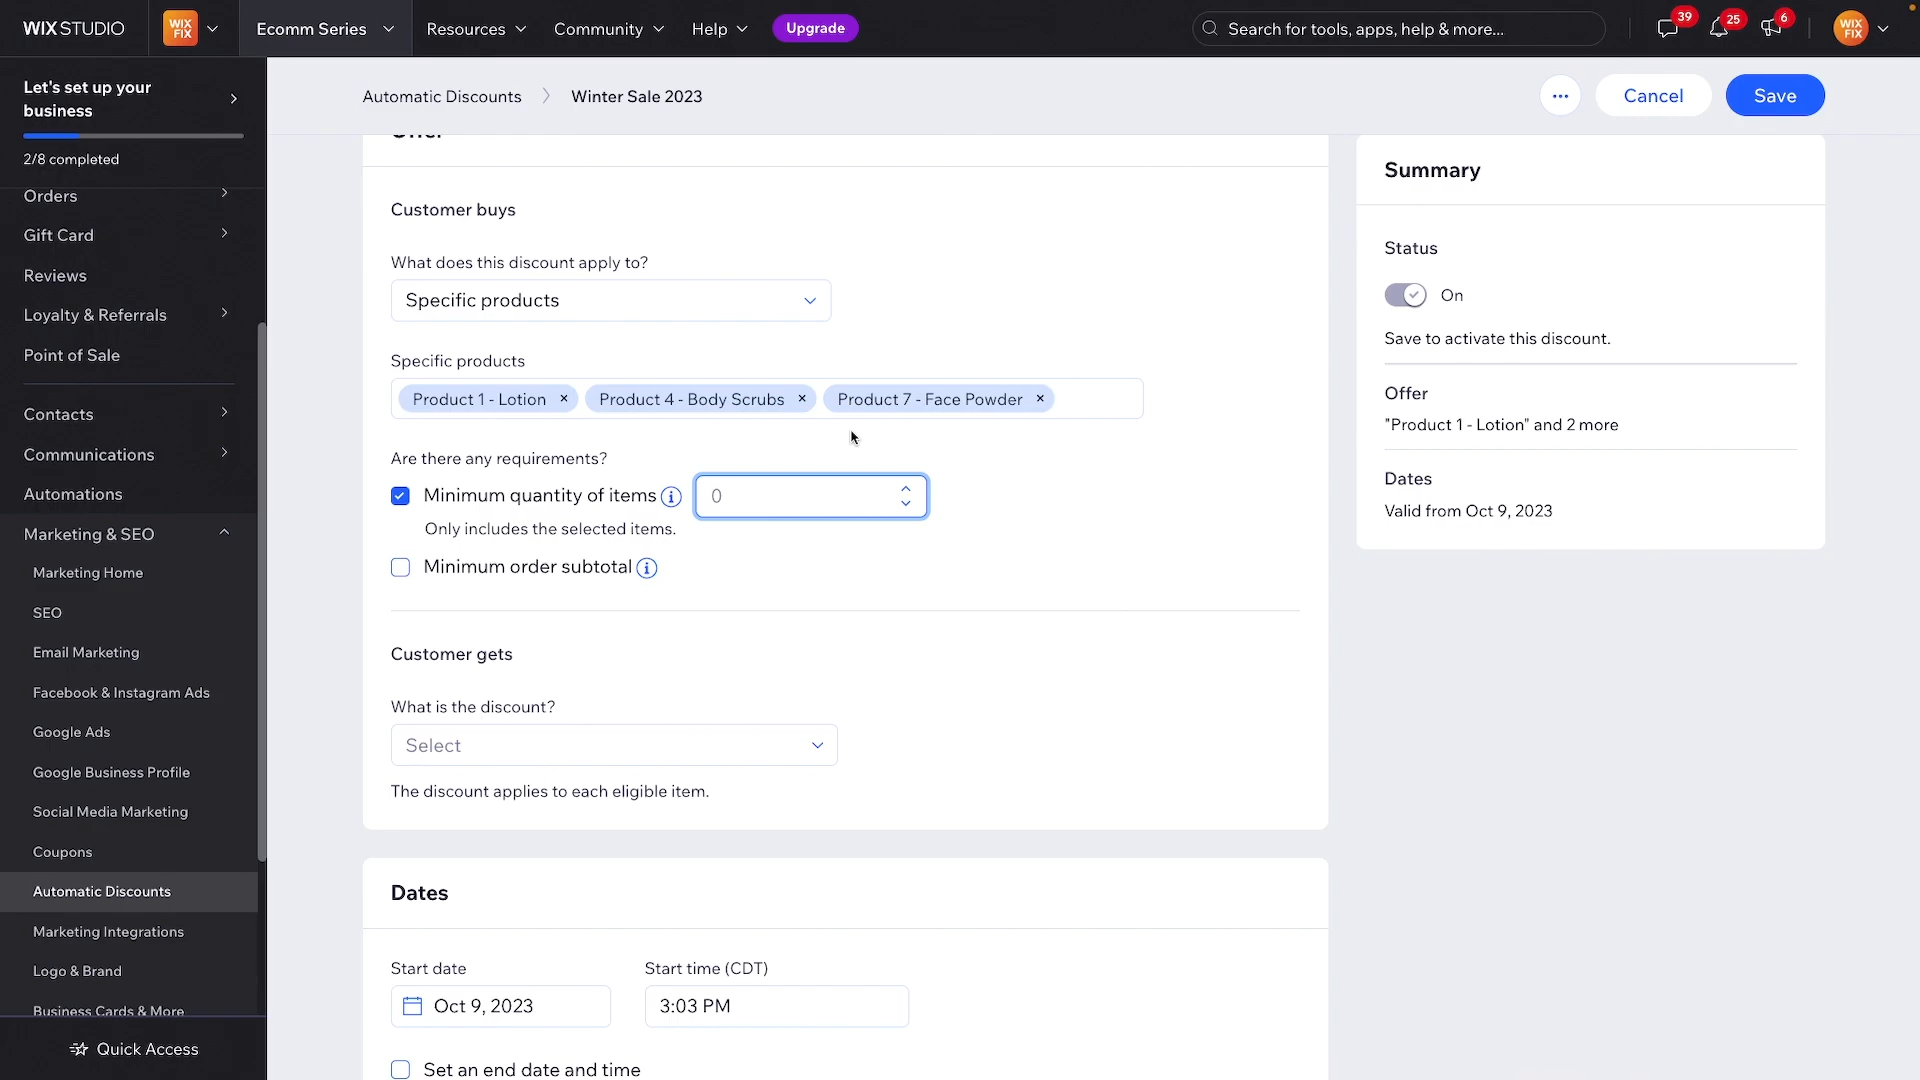 WIX STUDIO
WIX FIX
Ecomm Series
Resources
Community
Help
Upgrade
Search for tools, apps, help & more...
39
25
6
WIX FIX
Let's set up your business
2/8 completed
Orders
Gift Card
Reviews
Loyalty & Referrals
Point of Sale
Contacts
Communications
Automations
Marketing & SEO
Marketing Home
SEO
Email Marketing
Facebook & Instagram Ads
Google Ads
Google Business Profile
Social Media Marketing
Coupons
Automatic Discounts
Marketing Integrations
Logo & Brand
Business Cards & More
Quick Access
Automatic Discounts
Winter Sale 2023
Cancel
Save
Offer
Customer buys
What does this discount apply to?
Specific products
Specific products
Product 1 - Lotion ×
Product 4 - Body Scrubs ×
Product 7 - Face Powder ×
Are there any requirements?
Minimum quantity of items
0
Only includes the selected items.
Minimum order subtotal
Customer gets
What is the discount?
Select
The discount applies to each eligible item.
Dates
Start date
Start time (CDT)
Oct 9, 2023
3:03 PM
Set an end date and time
Summary
Status
On
Save to activate this discount.
Offer
"Product 1 - Lotion" and 2 more
Dates
Valid from Oct 9, 2023